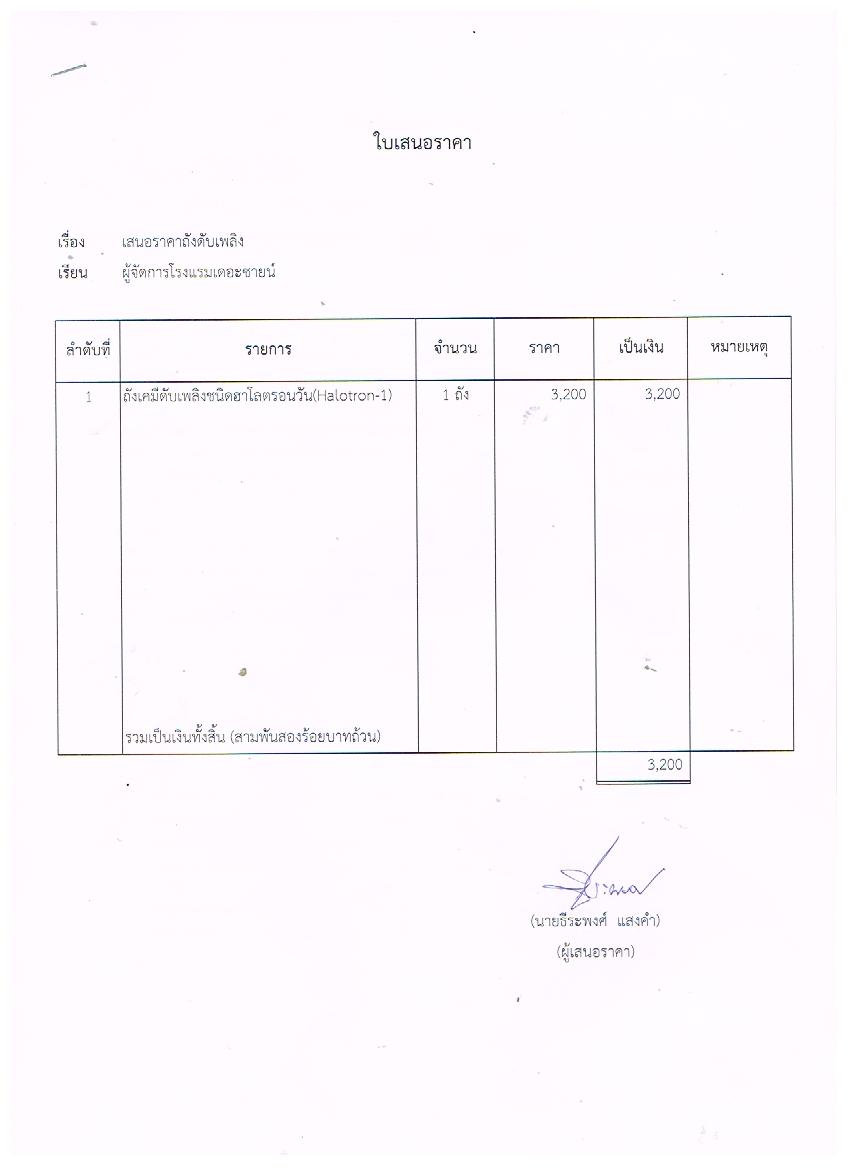 ใบเสนอราคา
เรื่อง เสนอราคาถังดับเพลิง
เรียน ผู้จัดการโรงแรมเดอะซายน์
ลำดับที่ รายการ จำนวน ราคา เป็นเงิน หมายเหตุ
1 ถังเคมีดับเพลิงชนิดฮาโลตรอนวัน(Halotron-1) 1 ถัง 3,200 3,200
รวมเป็นเงินทั้งสิ้น (สามพันสองร้อยบาทถ้วน)
3,200
(นายธีระพงศ์ แสงคำ)
(ผู้เสนอราคา)